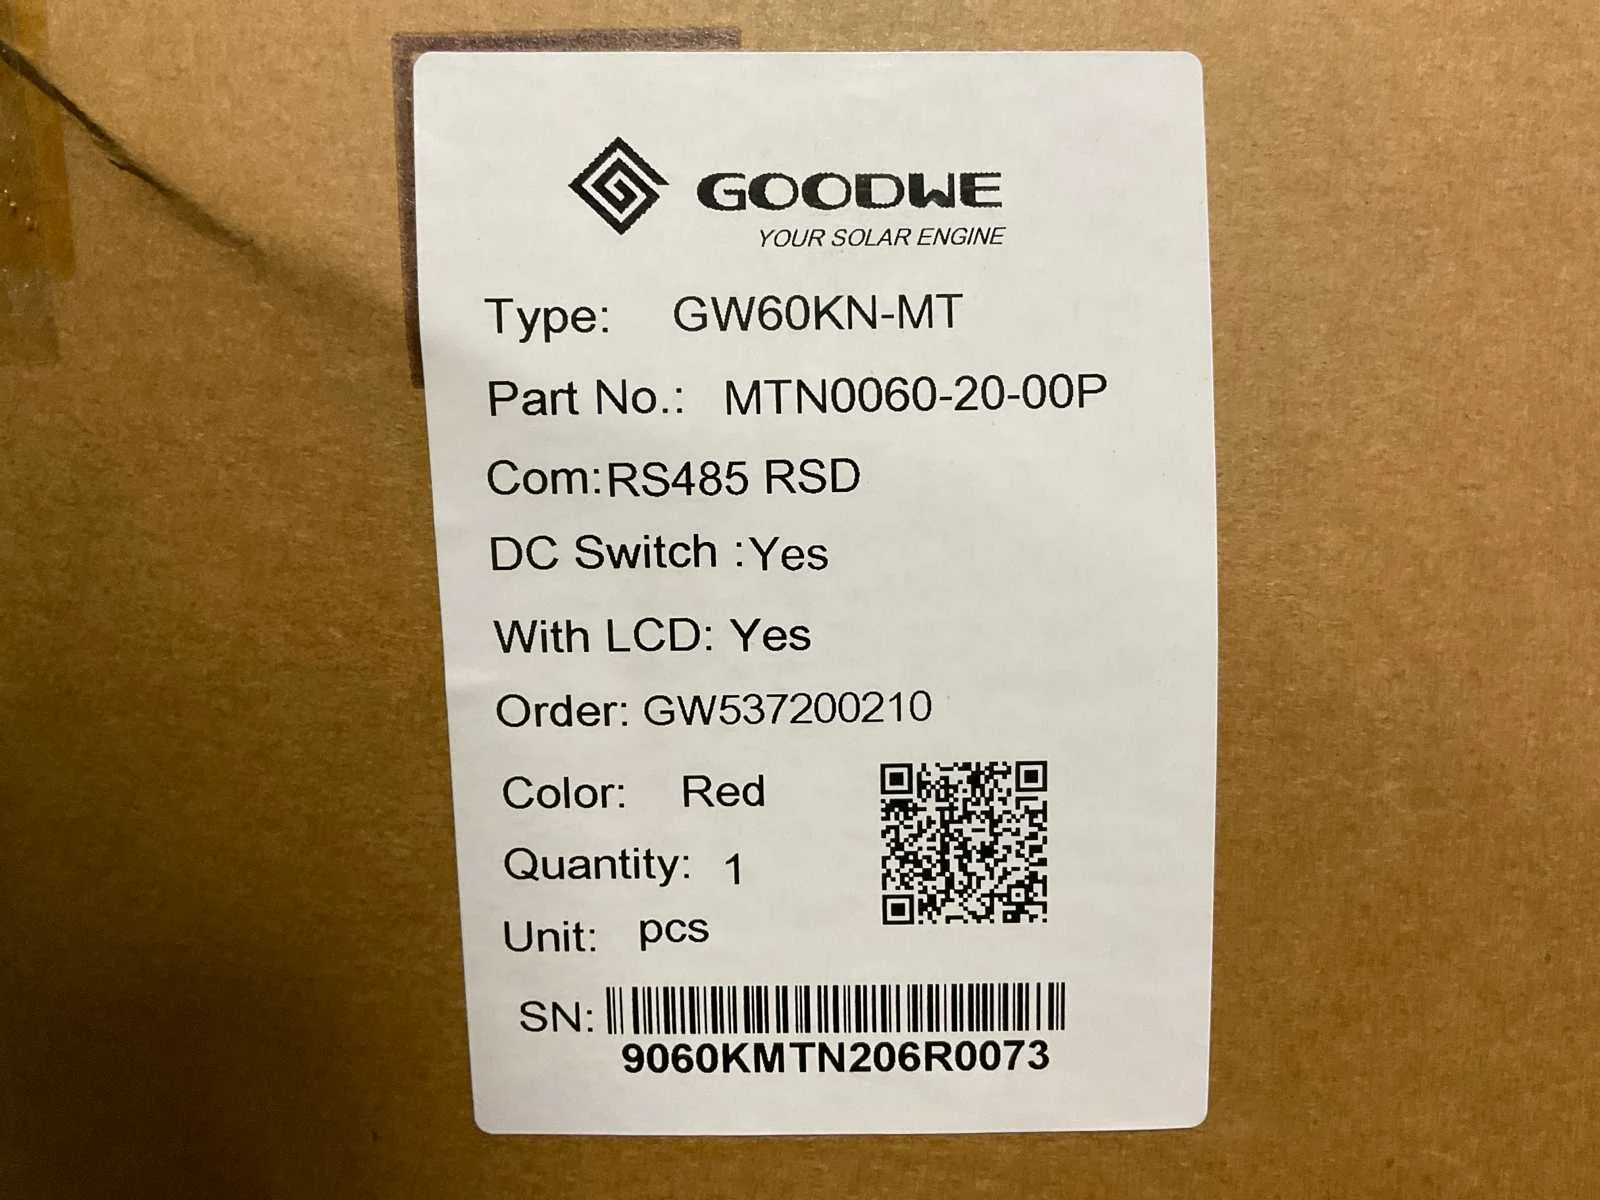 GOODWE
YOUR SOLAR ENGINE
Type: GW60KN-MT
Part No.: MTN0060-20-00P
Com:RS485 RSD
DC Switch :Yes
With LCD: Yes
Order: GW537200210
Color: Red
Quantity: 1
Unit: pcs
SN:
9060KMTN206R0073